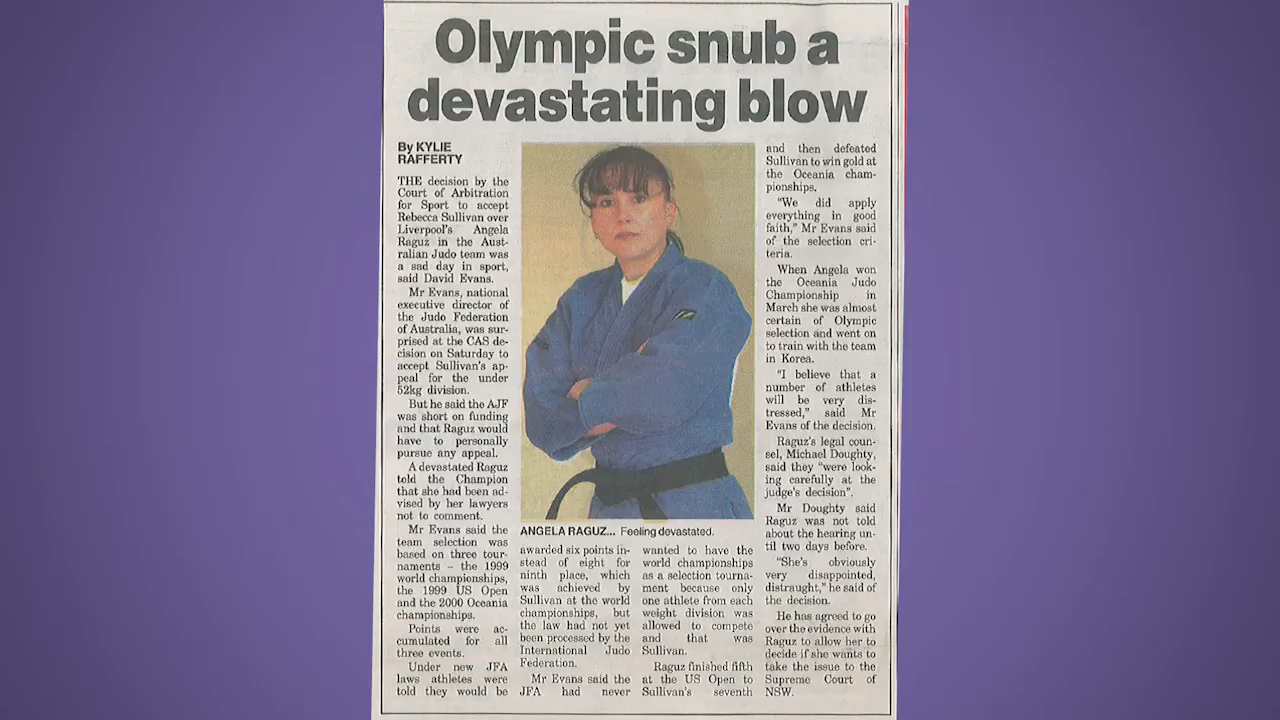 Olympic snub a
devastating blow
By KYLIE
RAFFERTY
THE decision by the
Court of Arbitration
for Sport to accept
Rebecca Sullivan over
Liverpool's Angela
Raguz in the Aust-
ralian Judo team was
a sad day in sport,
said David Evans.
Mr Evans, national
executive director of
the Judo Federation
of Australia, was sur-
prised at the CAS de-
cision on Saturday to
accept Sullivan's ap-
peal for the under
52kg division.
But he said the AJF
was short on funding
and that Raguz would
have to personally
pursue any appeal.
A devastated Raguz
told the Champion
that she had been ad-
vised by her lawyers
not to comment.
Mr Evans said the
team selection was
based on three tour-
naments – the 1999
world championships,
the 1999 US Open
and the 2000 Oceania
championships.
Points were ac-
cumulated for all
three events.
Under new JFA
laws athletes were
told they would be
ANGELA RAGUZ... Feeling devastated.
awarded six points in-
stead of eight for
ninth place, which
was achieved by
Sullivan at the world
championships, but
the law had not yet
been processed by the
International Judo
Federation.
Mr Evans said the
JFA had never
wanted to have the
world championships
as a selection tourna-
ment because only
one athlete from each
weight division was
allowed to compete
and that was
Sullivan.
Raguz finished fifth
at the US Open to
Sullivan's seventh
and then defeated
Sullivan to win gold at
the Oceania cham-
pionships.
"We did apply
everything in good
faith," Mr Evans said
of the selection cri-
teria.
When Angela won
the Oceania Judo
Championship in
March she was almost
certain of Olympic
selection and went on
to train with the team
in Korea.
"I believe that a
number of athletes
will be very dis-
tressed," said Mr
Evans of the decision.
Raguz's legal coun-
sel, Michael Doughty,
said they "were look-
ing carefully at the
judge's decision".
Mr Doughty said
Raguz was not told
about the hearing un-
til two days before.
"She's obviously
very disappointed,
distraught," he said of
the decision.
He has agreed to go
over the evidence with
Raguz to allow her to
decide if she wants to
take the issue to the
Supreme Court of
NSW.